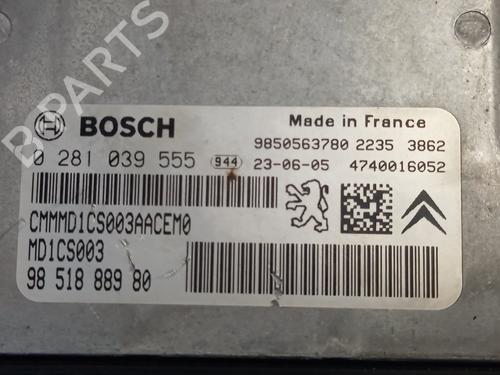 B-PARTS
BOSCH
Made in France
9850563780 2235 3862
0 281 039 555 944 23-06-05 4740016052
CMMMD1CS003AACEM0
MD1CS003
98 518 889 80